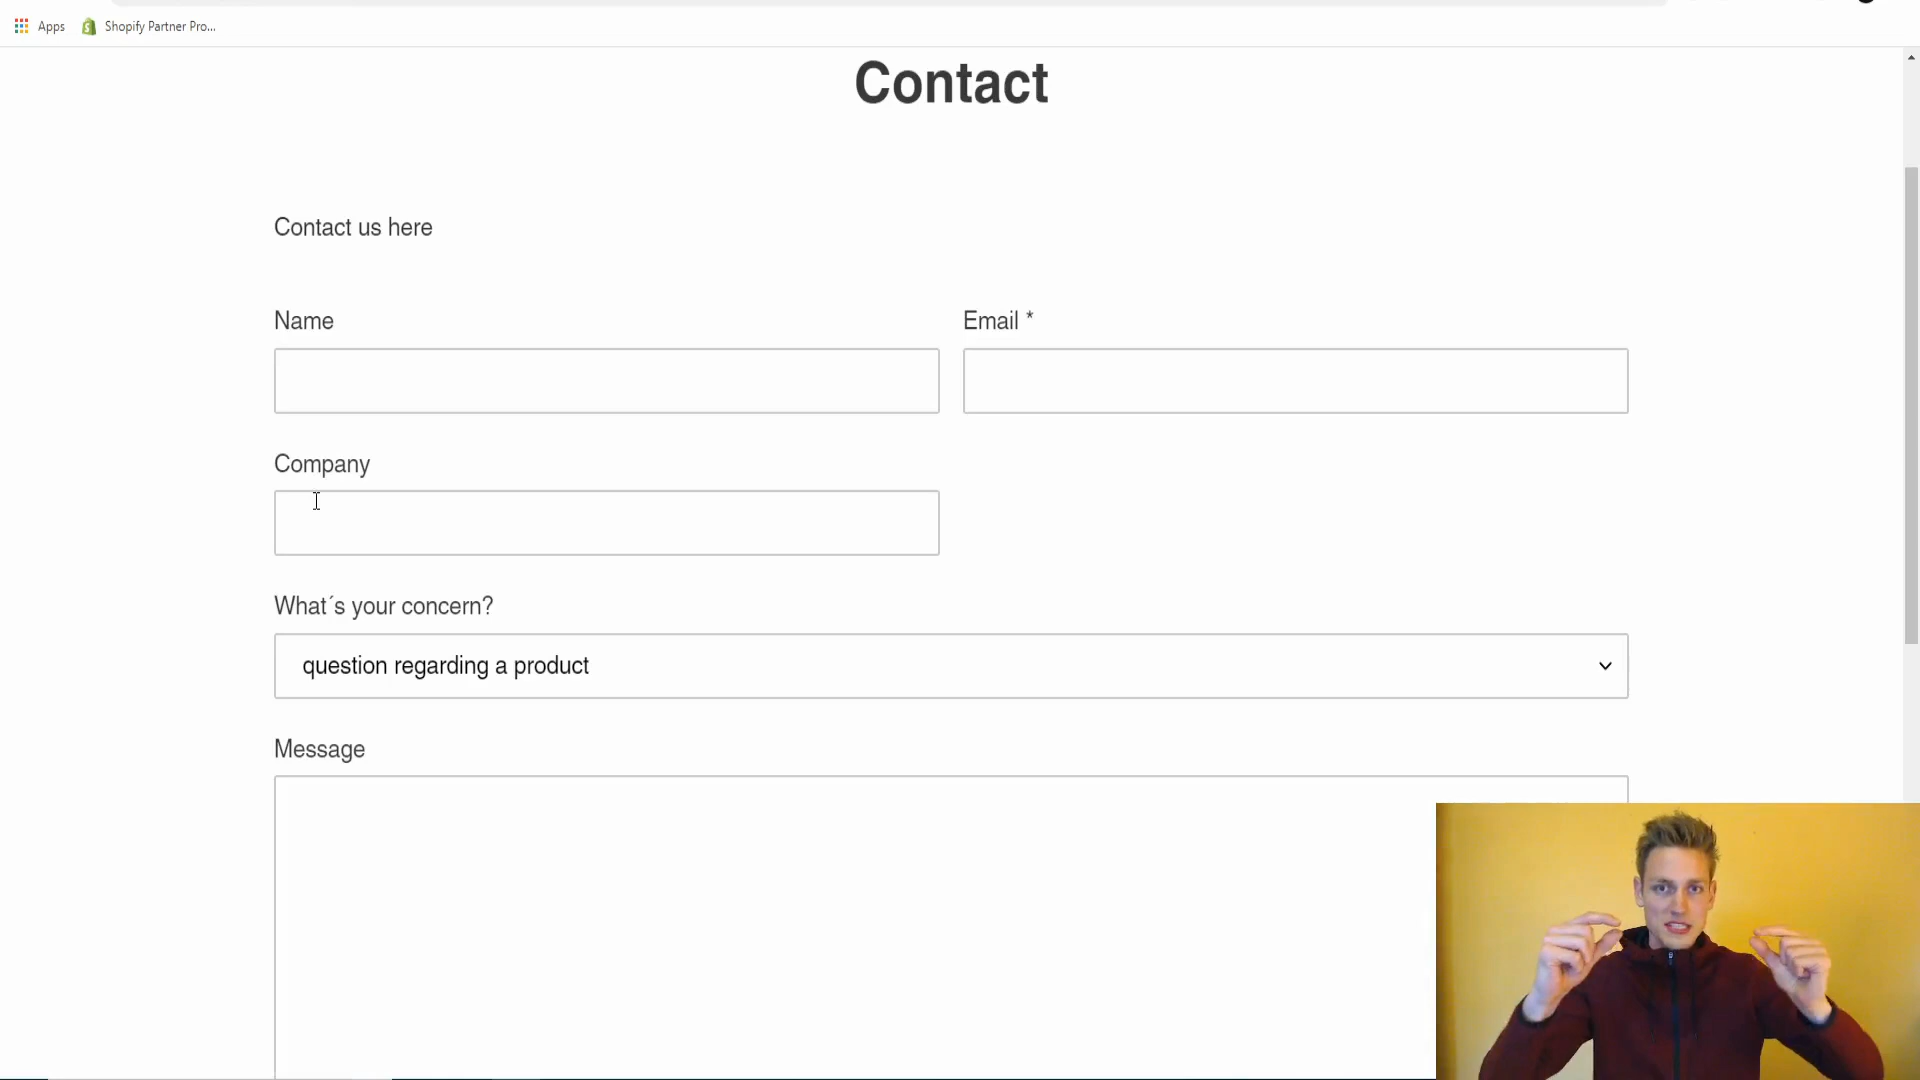 Apps
Shopify Partner Pro...
Contact
Contact us here
Name
Email *
Company
What´s your concern?
question regarding a product
Message